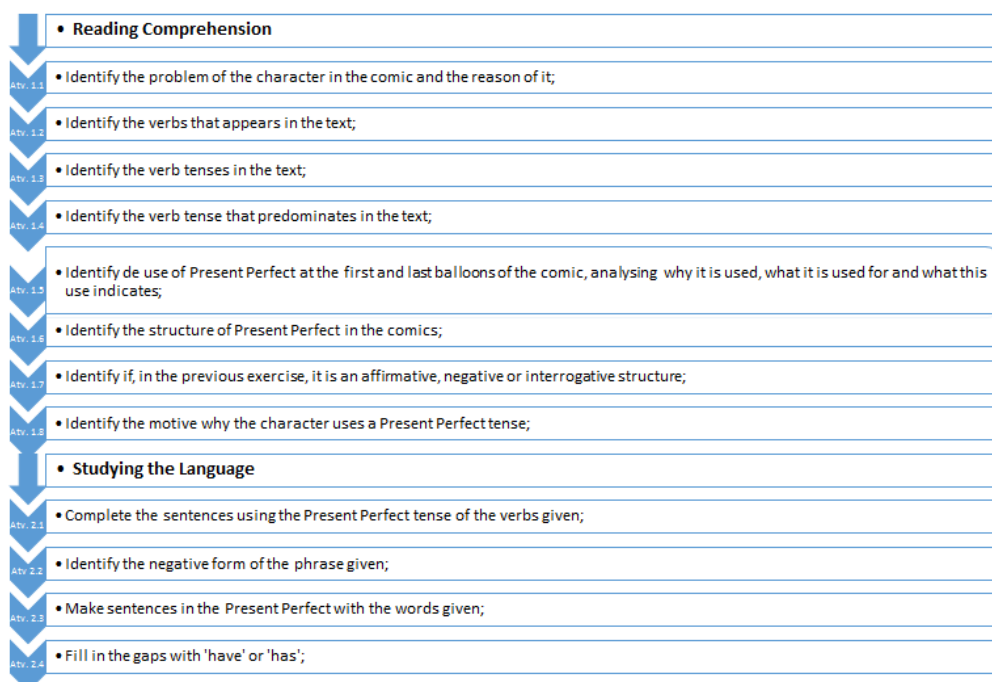 • Reading Comprehension
Atv. 1.1 • Identify the problem of the character in the comic and the reason of it;
Atv. 1.2 • Identify the verbs that appears in the text;
Atv. 1.3 • Identify the verb tenses in the text;
Atv. 1.4 • Identify the verb tense that predominates in the text;
Atv. 1.5 • Identify de use of Present Perfect at the first and last balloons of the comic, analysing why it is used, what it is used for and what this
use indicates;
Atv. 1.6 • Identify the structure of Present Perfect in the comics;
Atv. 1.7 • Identify if, in the previous exercise, it is an affirmative, negative or interrogative structure;
Atv. 1.8 • Identify the motive why the character uses a Present Perfect tense;
• Studying the Language
Atv. 2.1 • Complete the sentences using the Present Perfect tense of the verbs given;
Atv 2.2 • Identify the negative form of the phrase given;
Atv. 2.3 • Make sentences in the Present Perfect with the words given;
Atv. 2.4 • Fill in the gaps with 'have' or 'has';